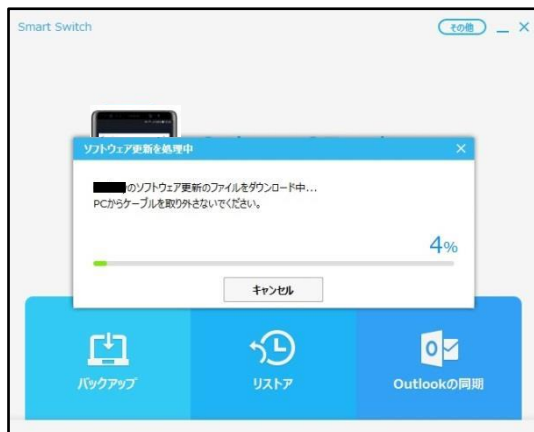 Smart Switch
その他
ソフトウェア更新を処理中
のソフトウェア更新のファイルをダウンロード中...
PCからケーブルを取り外さないでください。
4%
キャンセル
バックアップ
リストア
Outlookの同期